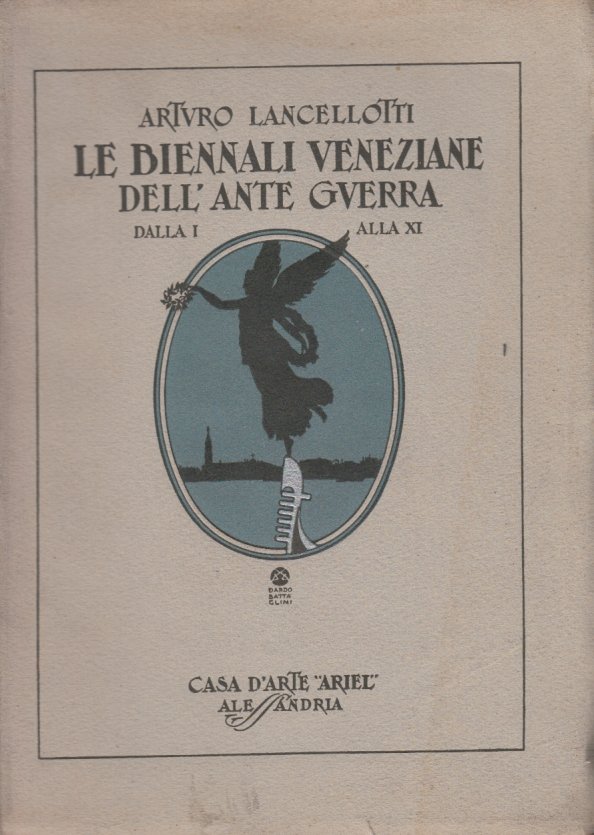 ARTVRO LANCELLOTTI
LE BIENNALI VENEZIANE
DELL' ANTE GVERRA
DALLA I ALLA XI
DARDO
BATTA
GLINI
CASA D'ARTE "ARIEL"
ALESSANDRIA